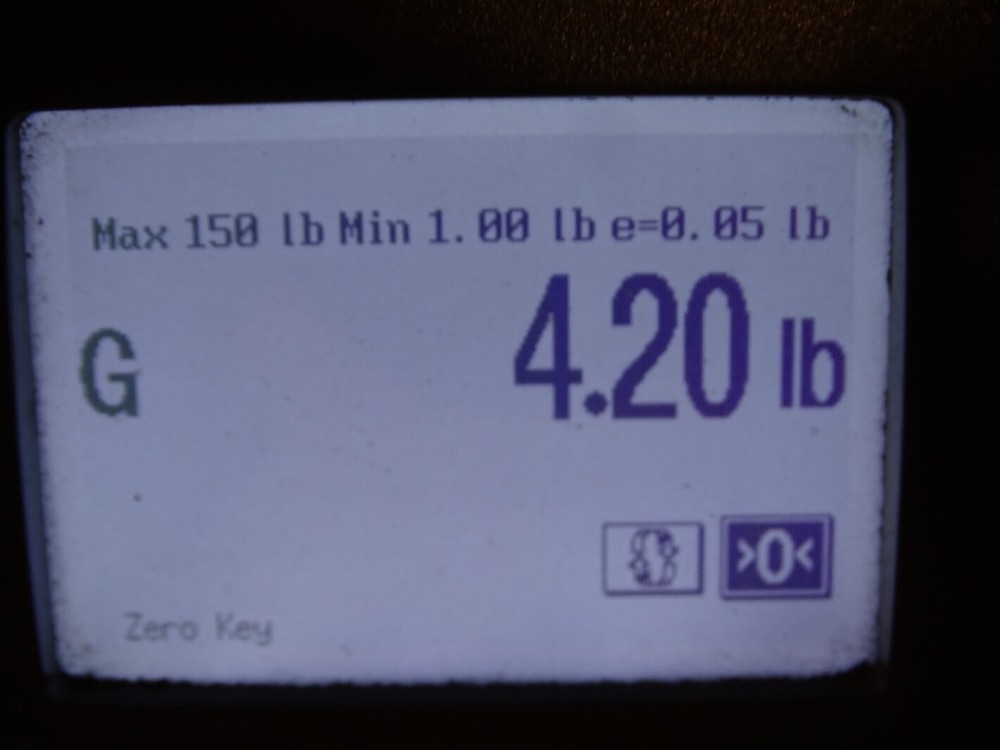 Max 150 lb Min 1.00 lb e=0.05 lb
G 4.20 lb
>0<
Zero Key